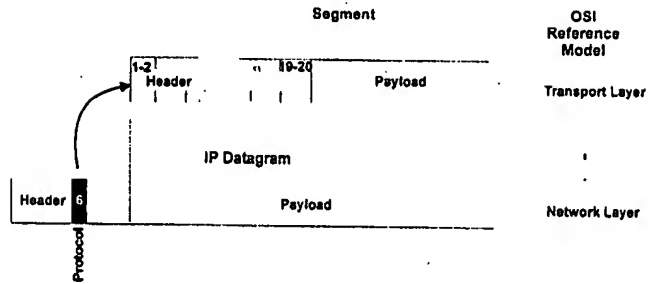 Segment
OSI
Reference
Model
1-2
19-20
Header
Payload
Transport Layer
IP Datagram
Header
6
Payload
Network Layer
Protocol